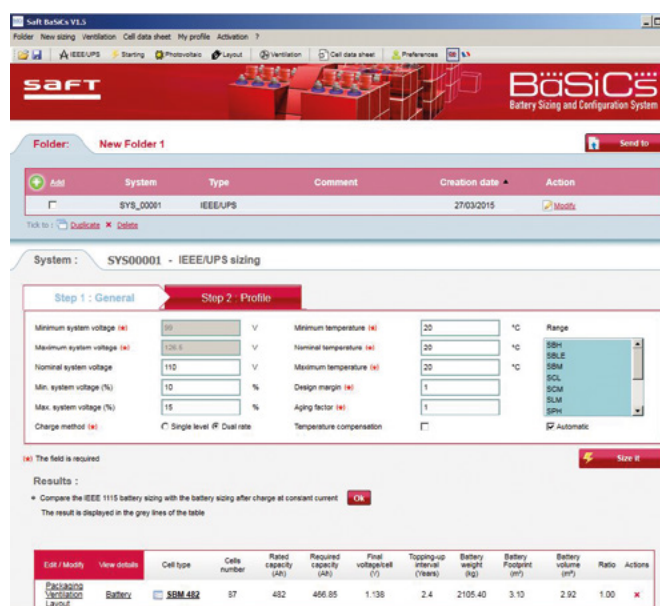 Saft BaSiCs V1.5
Folder New sizing Ventilation Cell data sheet My profile Activation ?
IEEE/UPS Starting Photovoltaic Layout Ventilation Cell data sheet Preferences
saft
BaSiCs
Battery Sizing and Configuration System
Folder: New Folder 1 Send to
Add System Type Comment Creation date Action
SYS_00001 IEEE/UPS 27/03/2015 Modify
Tick to : Duplicate Delete
System : SYS00001 - IEEE/UPS sizing
Step 1 : General Step 2 : Profile
Minimum system voltage (*) 99 V Minimum temperature (*) 20 °C Range
Maximum system voltage (*) 126.5 V Nominal temperature (*) 20 °C SBH
SBLE
Nominal system voltage 110 V Maximum temperature (*) 20 °C SBM
SCL
Min. system voltage (%) 10 % Design margin (*) 1 SCM
SLM
Max. system voltage (%) 15 % Aging factor (*) 1 SPH
Charge method (*) Single level Dual rate Temperature compensation Automatic
(*) The field is required Size it
Results :
Compare the IEEE 1115 battery sizing with the battery sizing after charge at constant current Ok
The result is displayed in the grey lines of the table
Edit / Modify View details Cell type Cells number Rated capacity (Ah) Required capacity (Ah) Final voltage/cell (V) Topping-up interval (Years) Battery weight (kg) Battery Footprint (m²) Battery volume (m³) Ratio Actions
Packaging
Ventilation Battery SBM 482 87 482 466.85 1.138 2.4 2105.40 3.10 2.92 1.00
Layout